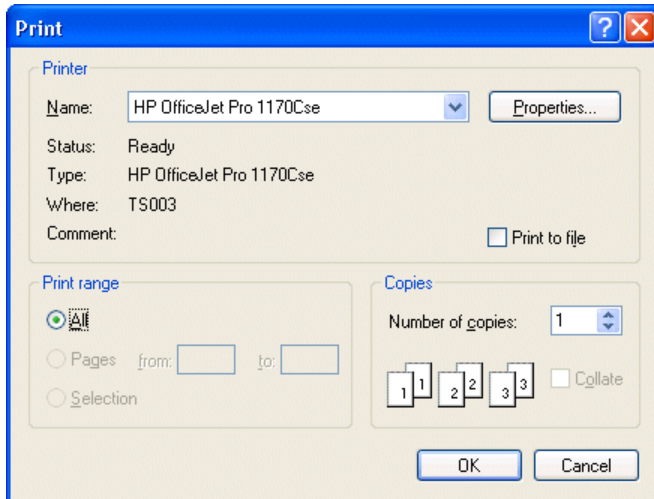 Print
Printer
Name: HP OfficeJet Pro 1170Cse Properties...
Status: Ready
Type: HP OfficeJet Pro 1170Cse
Where: TS003
Comment:
Print to file
Print range
All
Pages from: to:
Selection
Copies
Number of copies: 1
1 1 2 2 3 3 Collate
OK Cancel